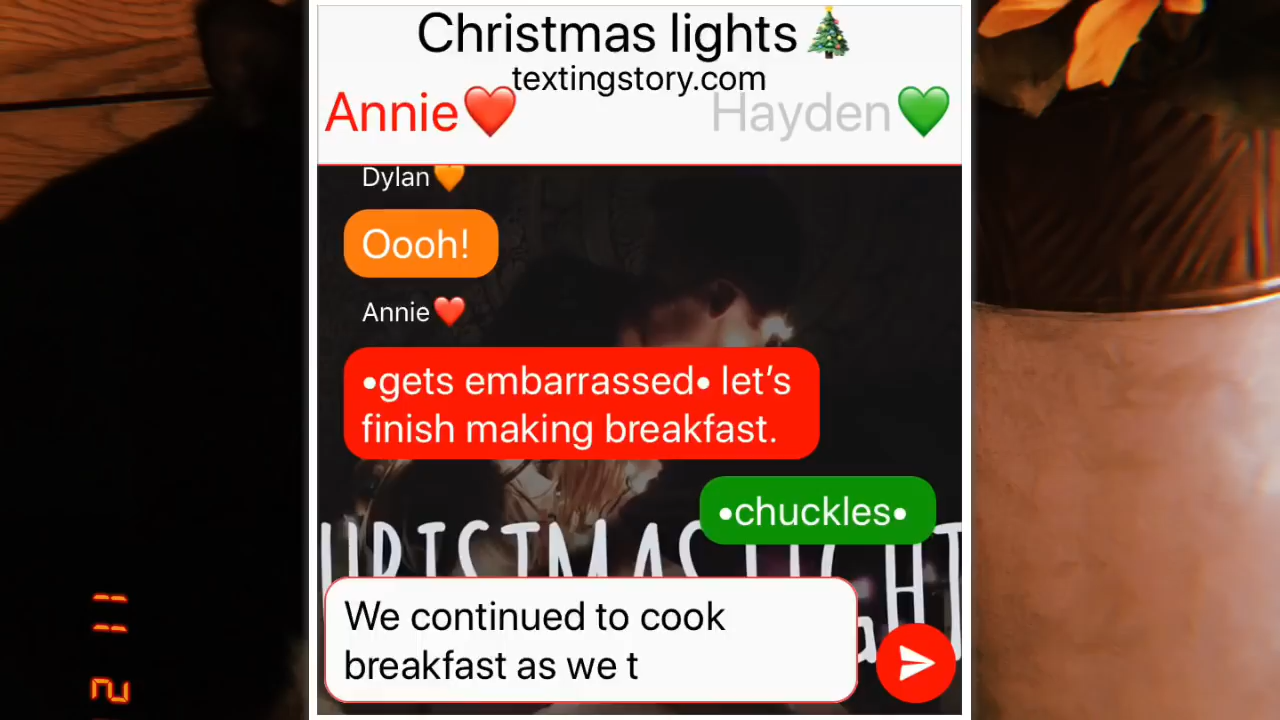 Christmas lights🎄
textingstory.com
Annie❤️ Hayden💚
Dylan🧡
Oooh!
Annie❤️
•gets embarrassed• let's
finish making breakfast.
•chuckles•
We continued to cook
breakfast as we t